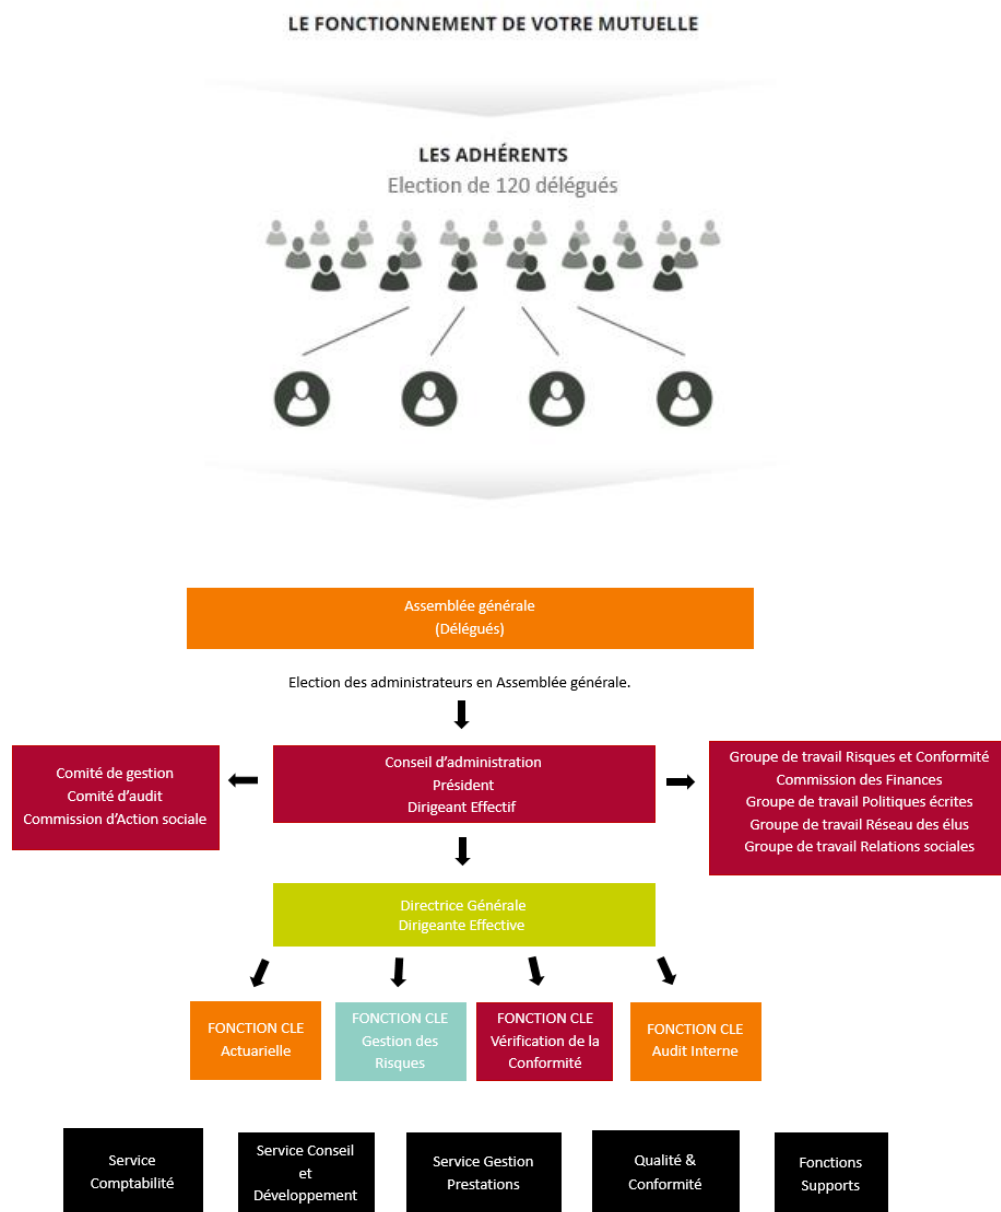 LE FONCTIONNEMENT DE VOTRE MUTUELLE
LES ADHÉRENTS
Election de 120 délégués
Assemblée générale
(Délégués)
Election des administrateurs en Assemblée générale.
Comité de gestion
Comité d'audit
Commission d'Action sociale
Conseil d'administration
Président
Dirigeant Effectif
Groupe de travail Risques et Conformité
Commission des Finances
Groupe de travail Politiques écrites
Groupe de travail Réseau des élus
Groupe de travail Relations sociales
Directrice Générale
Dirigeante Effective
FONCTION CLE
Actuarielle
FONCTION CLE
Gestion des
Risques
FONCTION CLE
Vérification de la
Conformité
FONCTION CLE
Audit Interne
Service
Comptabilité
Service Conseil
et
Développement
Service Gestion
Prestations
Qualité &
Conformité
Fonctions
Supports